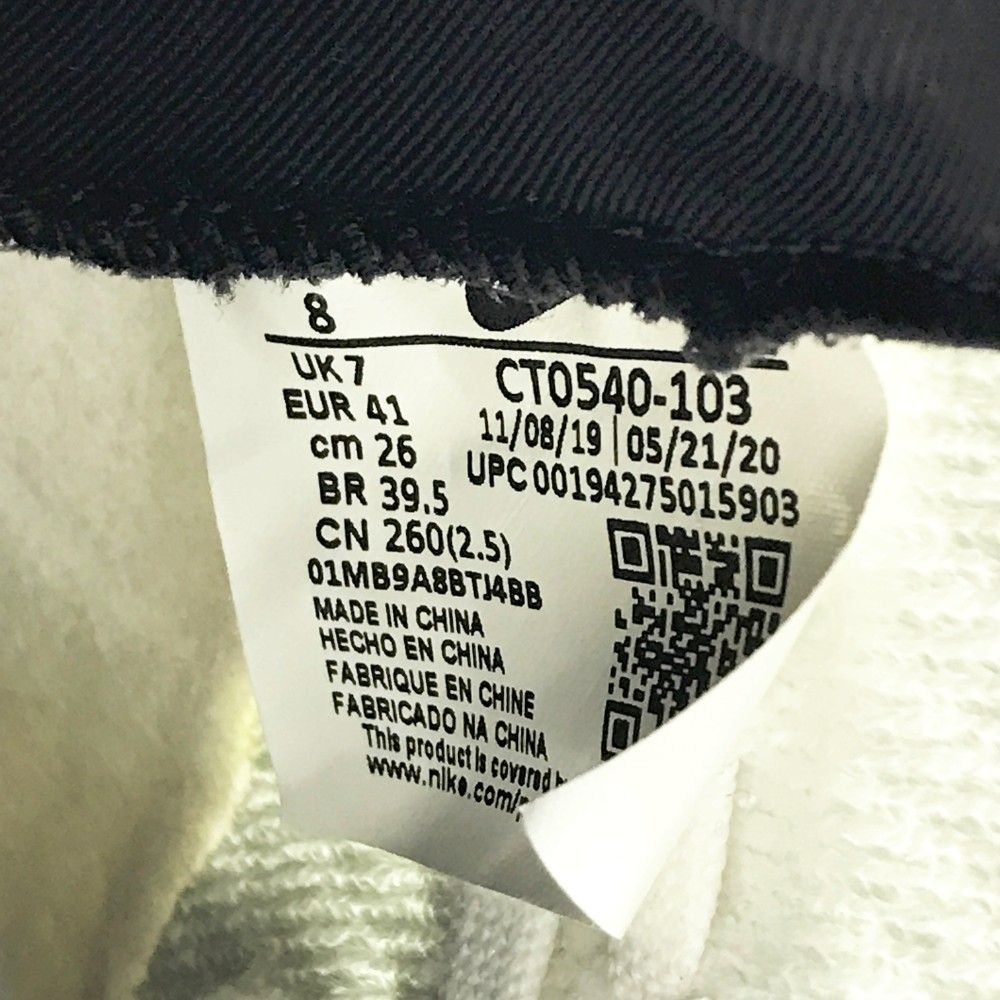 8
UK 7
EUR 41
cm 26
BR 39.5
CN 260(2.5)
01MB9A8BTJ4BB
CT0540-103
11/08/19 | 05/21/20
UPC 00194275015903
MADE IN CHINA
HECHO EN CHINA
FABRIQUE EN CHINE
FABRICADO NA CHINA
This product is covered
www.nike.com/